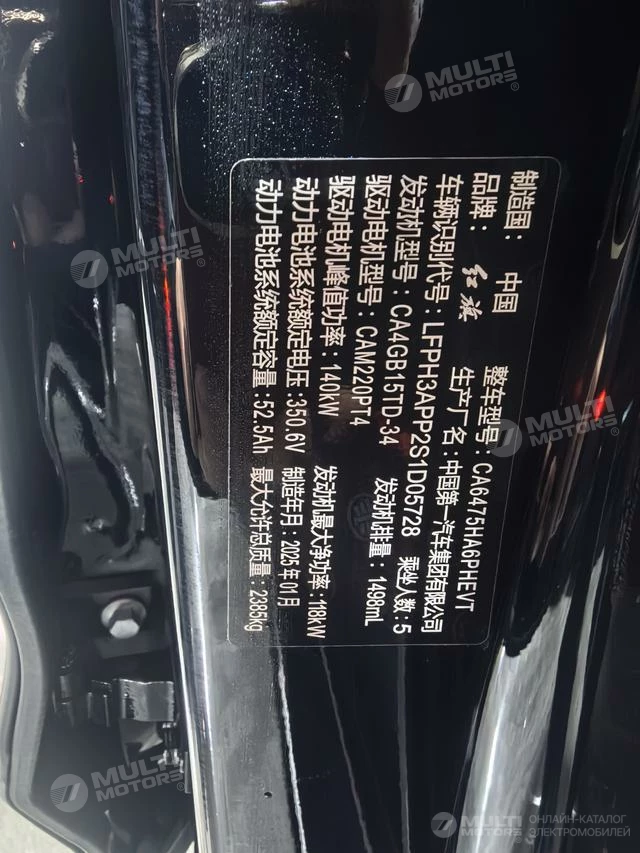 制造国: 中国
品牌: 红旗 整车型号: CA6475HA6PHEVT
生产厂名: 中国第一汽车集团有限公司
车辆识别代号: LFPH3APP2S1D05728 乘坐人数: 5
发动机型号: CA4GB15TD-34 发动机排量: 1498mL
驱动电机型号: CAM220PT4
驱动电机峰值功率: 140kW 发动机最大净功率: 118kW
动力电池系统额定电压: 350.6V 制造年月: 2025年01月
动力电池系统额定容量: 52.5Ah 最大允许总质量: 2385kg
MULTI MOTORS®
MULTI MOTORS®
MULTI MOTORS®
MULTI MOTORS®
MULTI MOTORS®
MULTI MOTORS ОНЛАЙН-КАТАЛОГ ЭЛЕКТРОМОБИЛЕЙ